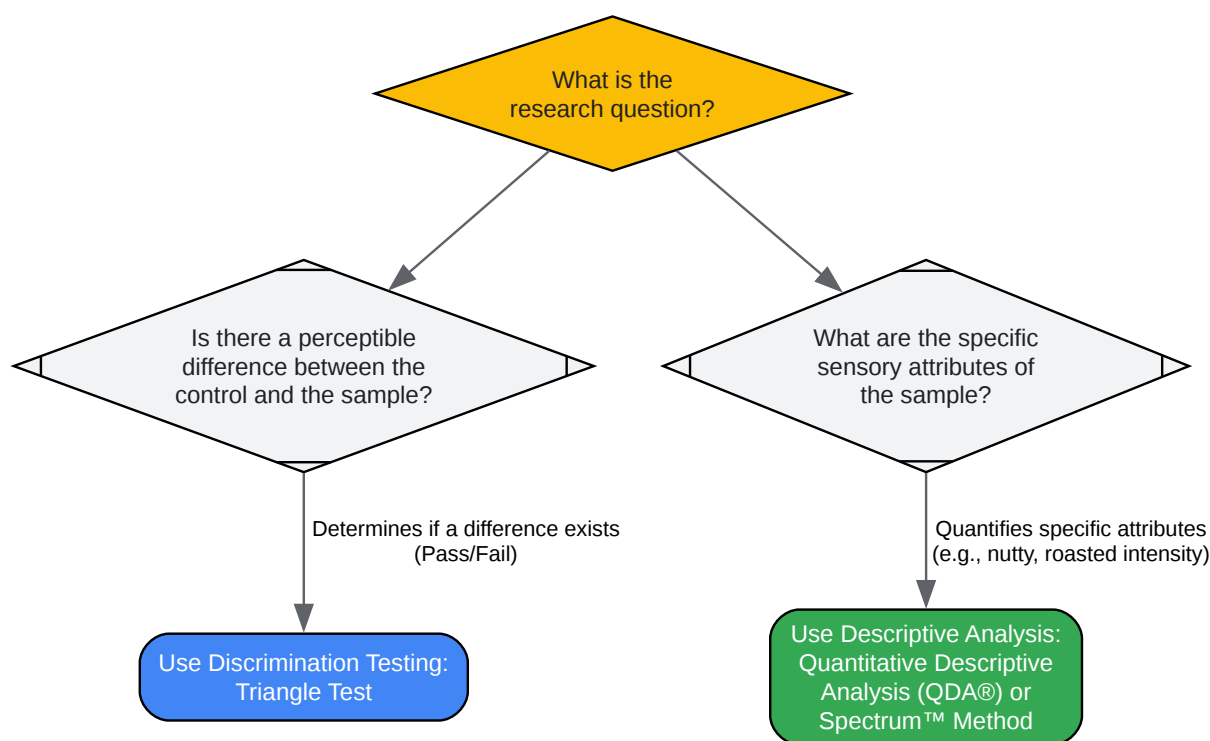 What is the
research question?
Is there a perceptible
difference between the
control and the sample?
What are the specific
sensory attributes of
the sample?
Determines if a difference exists
(Pass/Fail)
Quantifies specific attributes
(e.g., nutty, roasted intensity)
Use Discrimination Testing:
Triangle Test
Use Descriptive Analysis:
Quantitative Descriptive
Analysis (QDA®) or
Spectrum™ Method